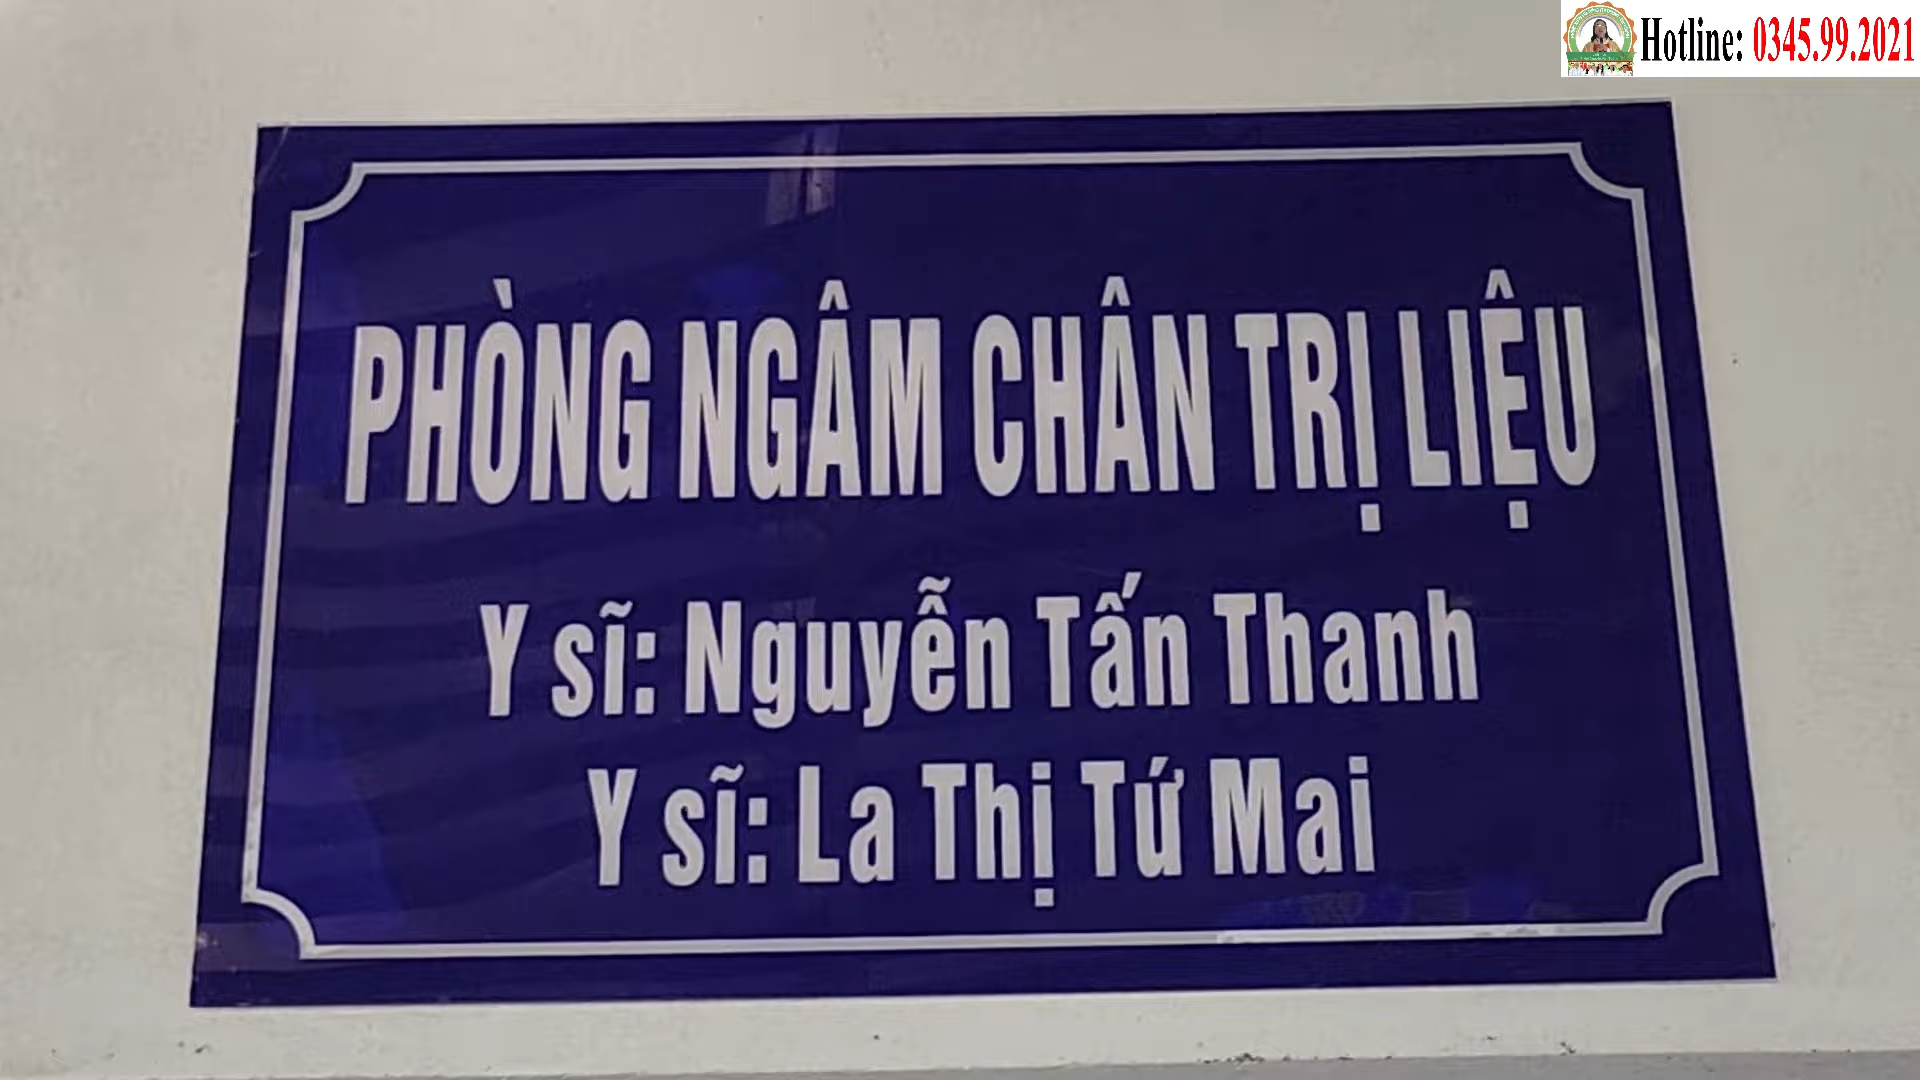 Hotline: 0345.99.2021
PHÒNG NGÂM CHÂN TRỊ LIỆU
Y sĩ: Nguyễn Tấn Thanh
Y sĩ: La Thị Tứ Mai